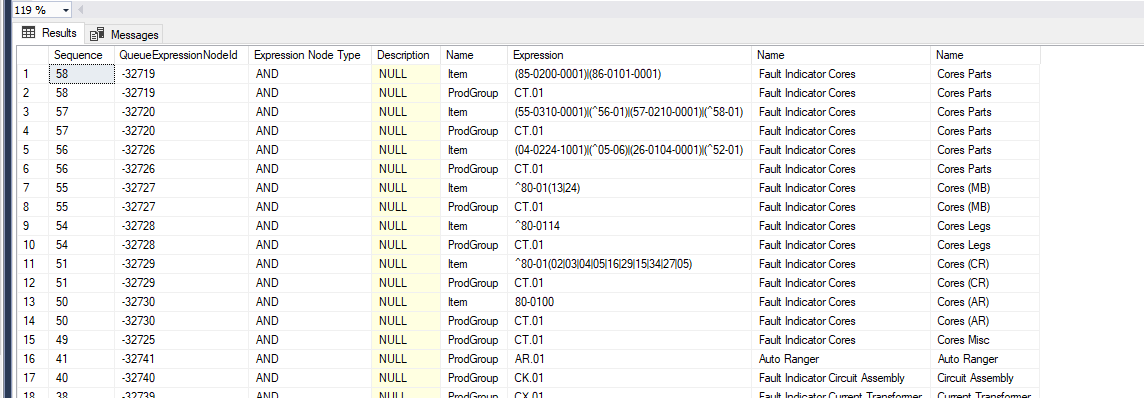 119 %
Results Messages
Sequence QueueExpressionNodeId Expression Node Type Description Name Expression Name Name
1 58 -32719 AND NULL Item (85-0200-0001)|(86-0101-0001) Fault Indicator Cores Cores Parts
2 58 -32719 AND NULL ProdGroup CT.01 Fault Indicator Cores Cores Parts
3 57 -32720 AND NULL Item (55-0310-0001)|(^56-01)|(57-0210-0001)|(^58-01) Fault Indicator Cores Cores Parts
4 57 -32720 AND NULL ProdGroup CT.01 Fault Indicator Cores Cores Parts
5 56 -32726 AND NULL Item (04-0224-1001)|(^05-06)|(26-0104-0001)|(^52-01) Fault Indicator Cores Cores Parts
6 56 -32726 AND NULL ProdGroup CT.01 Fault Indicator Cores Cores Parts
7 55 -32727 AND NULL Item ^80-01(13|24) Fault Indicator Cores Cores (MB)
8 55 -32727 AND NULL ProdGroup CT.01 Fault Indicator Cores Cores (MB)
9 54 -32728 AND NULL Item ^80-0114 Fault Indicator Cores Cores Legs
10 54 -32728 AND NULL ProdGroup CT.01 Fault Indicator Cores Cores Legs
11 51 -32729 AND NULL Item ^80-01(02|03|04|05|16|29|15|34|27|05) Fault Indicator Cores Cores (CR)
12 51 -32729 AND NULL ProdGroup CT.01 Fault Indicator Cores Cores (CR)
13 50 -32730 AND NULL Item 80-0100 Fault Indicator Cores Cores (AR)
14 50 -32730 AND NULL ProdGroup CT.01 Fault Indicator Cores Cores (AR)
15 49 -32725 AND NULL ProdGroup CT.01 Fault Indicator Cores Cores Misc
16 41 -32741 AND NULL ProdGroup AR.01 Auto Ranger Auto Ranger
17 40 -32740 AND NULL ProdGroup CK.01 Fault Indicator Circuit Assembly Circuit Assembly
18 38 -32739 AND NULL ProdGroup CX.01 Fault Indicator Current Transformer Current Transformer